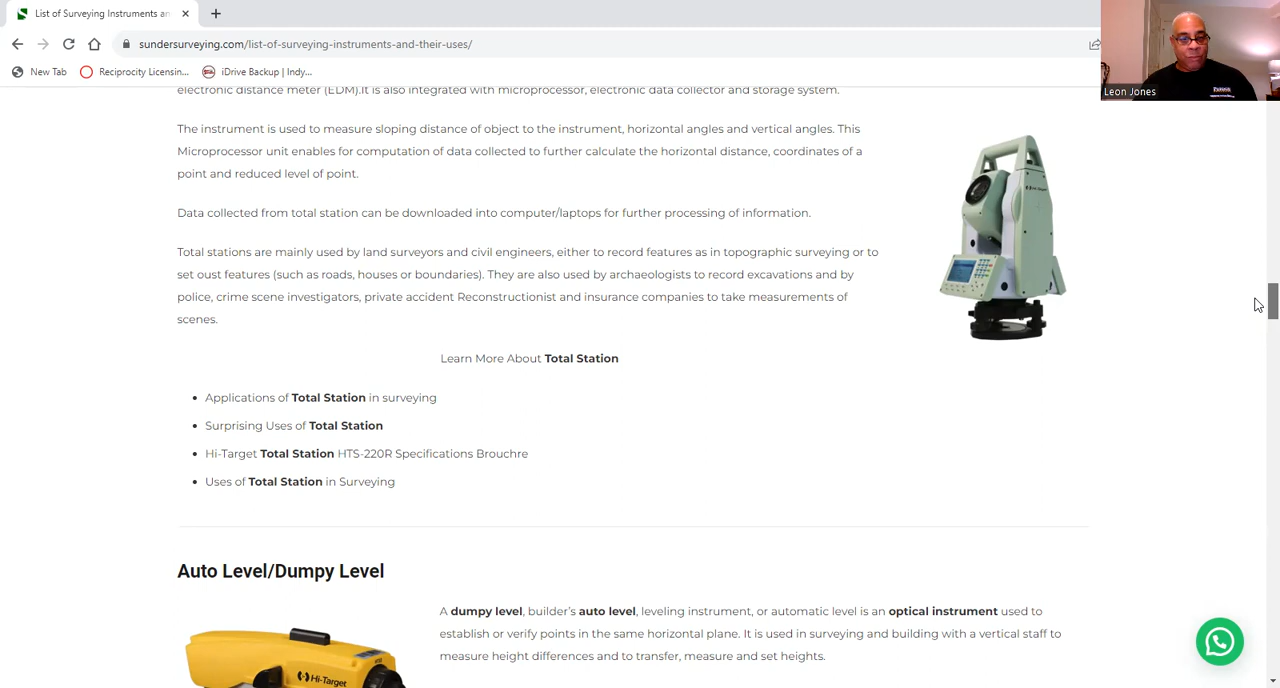 List of Surveying Instruments an
sundersurveying.com/list-of-surveying-instruments-and-their-uses/
New Tab
Reciprocity Licensin...
iDrive Backup | Indy...
Leon Jones
electronic distance meter (EDM).It is also integrated with microprocessor, electronic data collector and storage system.
The instrument is used to measure sloping distance of object to the instrument, horizontal angles and vertical angles. This
Microprocessor unit enables for computation of data collected to further calculate the horizontal distance, coordinates of a
point and reduced level of point.
Data collected from total station can be downloaded into computer/laptops for further processing of information.
Total stations are mainly used by land surveyors and civil engineers, either to record features as in topographic surveying or to
set oust features (such as roads, houses or boundaries). They are also used by archaeologists to record excavations and by
police, crime scene investigators, private accident Reconstructionist and insurance companies to take measurements of
scenes.
Hi-Target
Learn More About Total Station
Applications of Total Station in surveying
Surprising Uses of Total Station
Hi-Target Total Station HTS-220R Specifications Brouchre
Uses of Total Station in Surveying
Auto Level/Dumpy Level
A dumpy level, builder's auto level, leveling instrument, or automatic level is an optical instrument used to
establish or verify points in the same horizontal plane. It is used in surveying and building with a vertical staff to
measure height differences and to transfer, measure and set heights.
Hi-Target